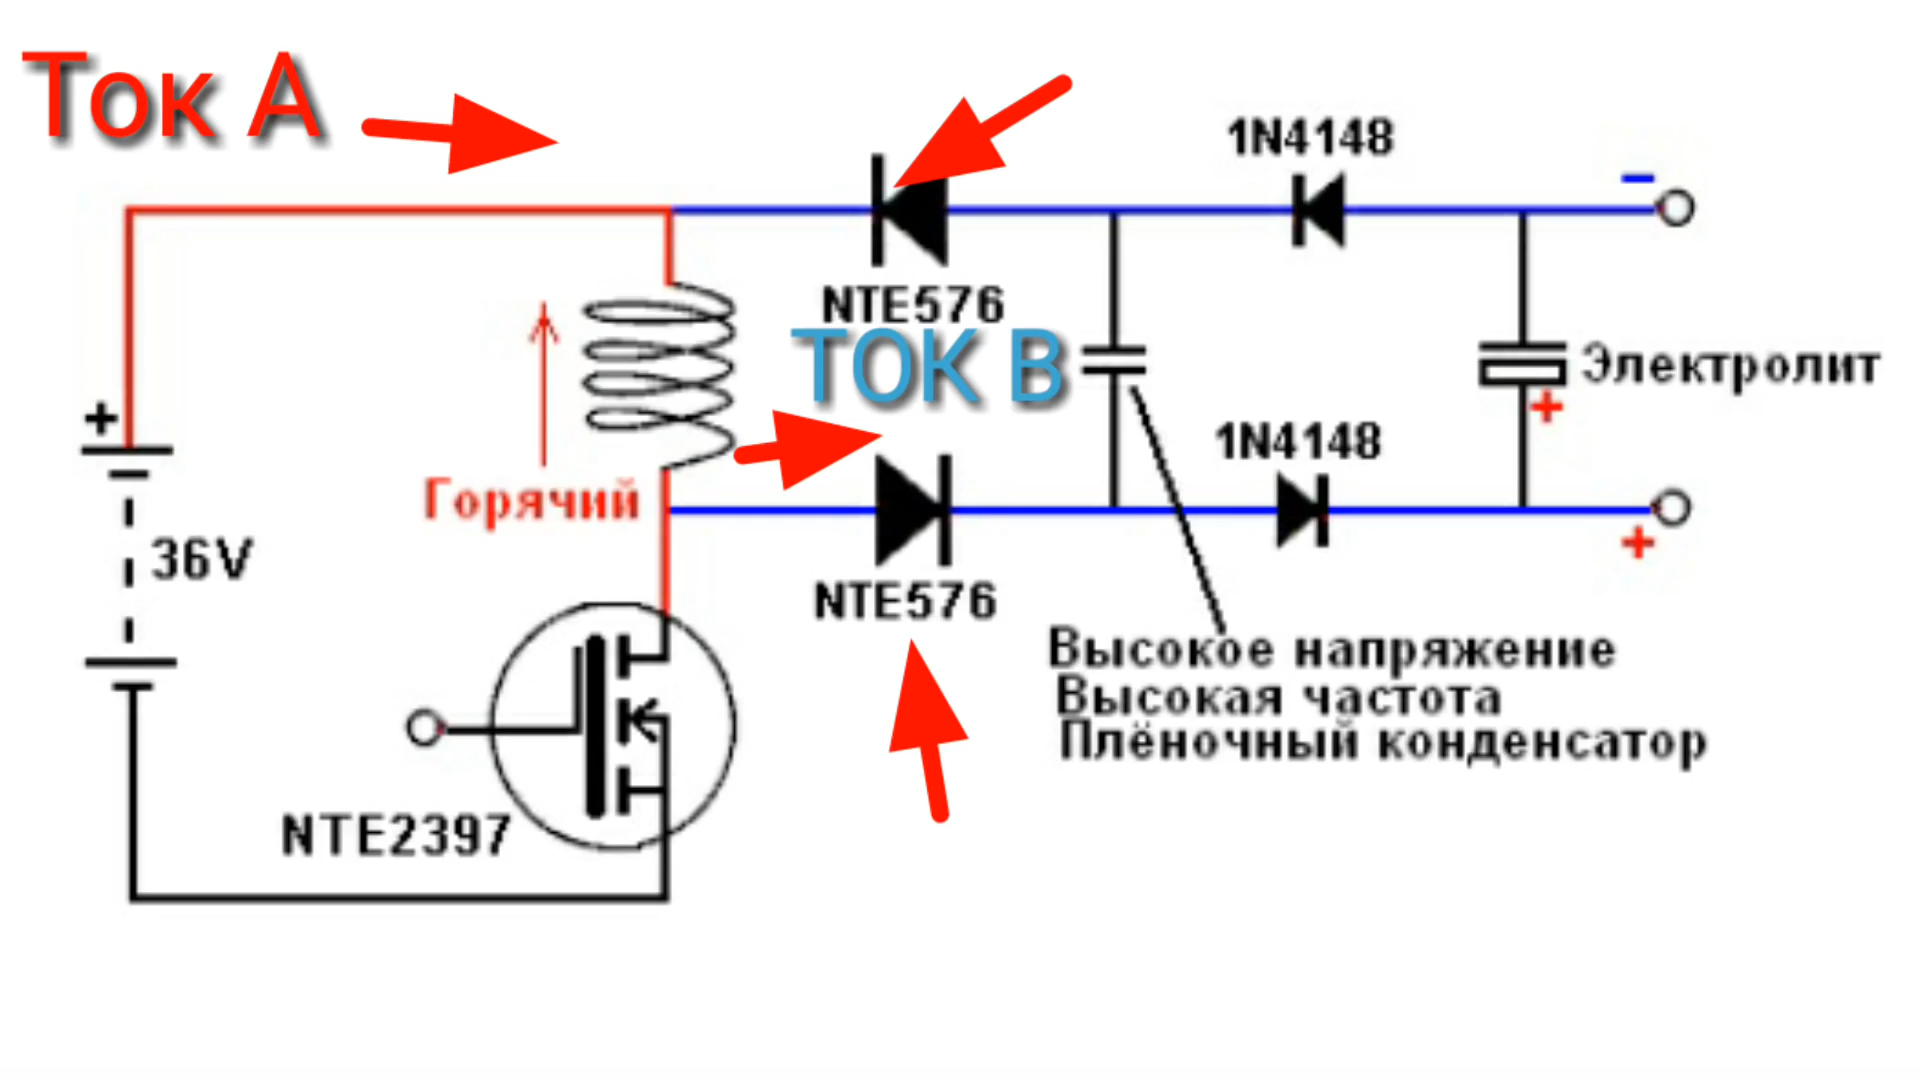 Ток А
1N4148
−
NTE576
ТОК В
Электролит
+
+
1N4148
Горячий
36V
NTE576
+
Высокое напряжение
Высокая частота
Плёночный конденсатор
NTE2397